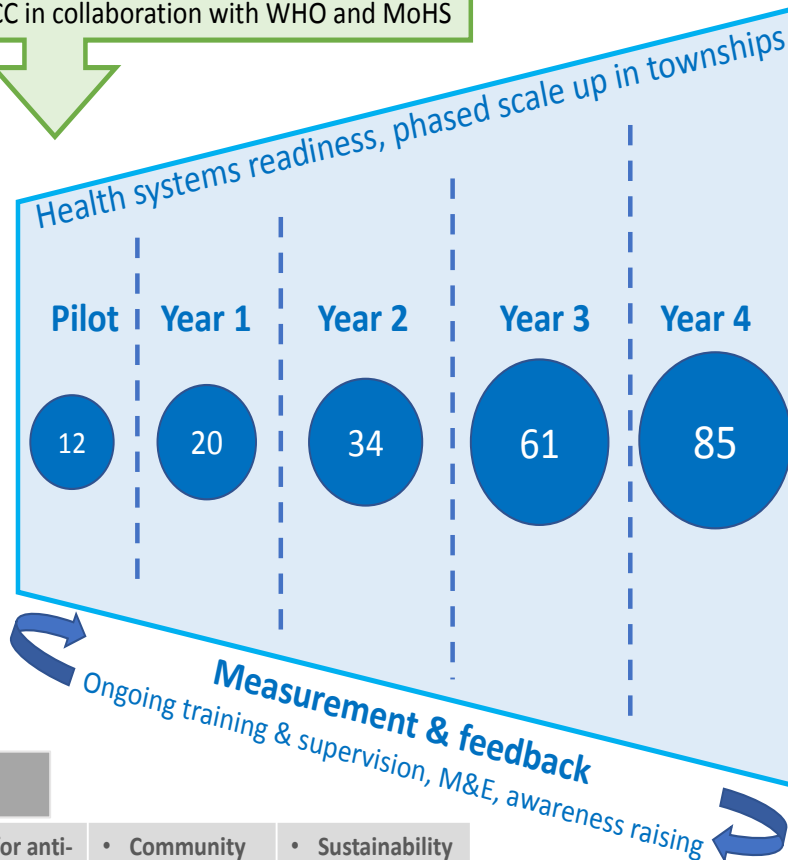 CC in collaboration with WHO and MoHS
Health systems readiness, phased scale up in townships
Pilot
Year 1
Year 2
Year 3
Year 4
12
20
34
61
85
Measurement & feedback
Ongoing training & supervision, M&E, awareness raising
for anti-
• Community
• Sustainability